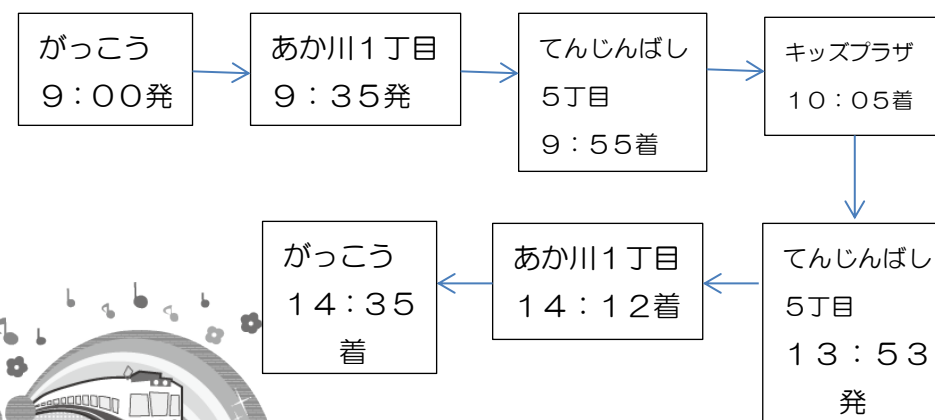 がっこう
９：００発
あか川１丁目
９：３５発
てんじんばし
５丁目
９：５５着
キッズプラザ
１０：０５着
てんじんばし
５丁目
１３：５３
発
あか川１丁目
１４：１２着
がっこう
１４：３５
着